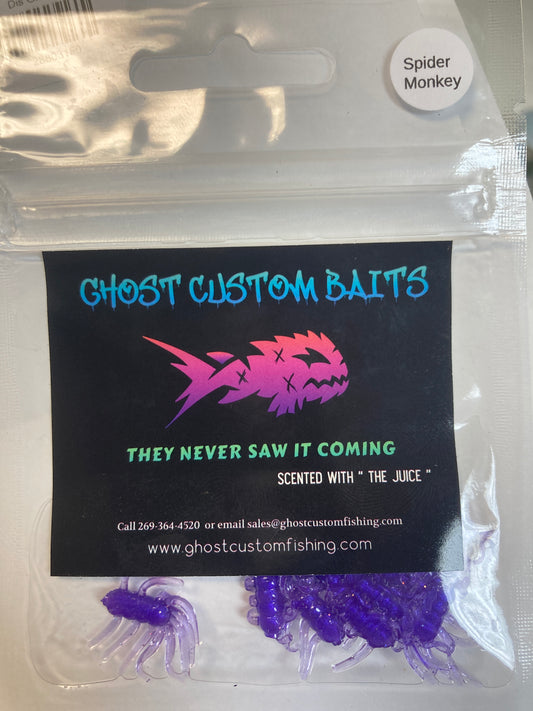 Spider
Monkey
GHOST CUSTOM BAITS
THEY NEVER SAW IT COMING
SCENTED WITH " THE JUICE "
Call 269-364-4520 or email sales@ghostcustomfishing.com
www.ghostcustomfishing.com